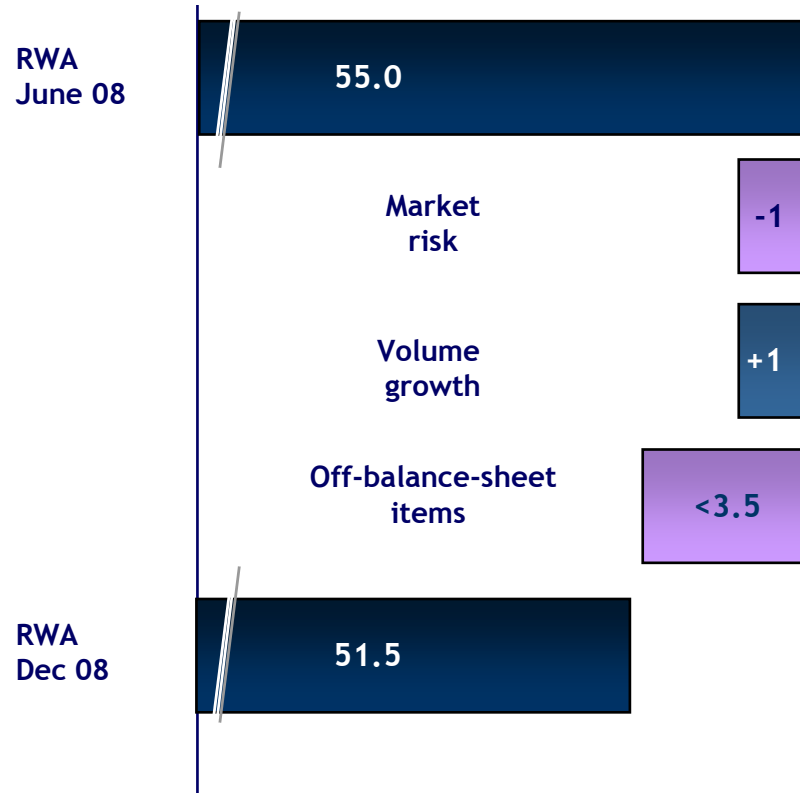 RWA
June 08
55.0
Market
risk
-1
Volume
growth
+1
Off-balance-sheet
items
<3.5
RWA
Dec 08
51.5